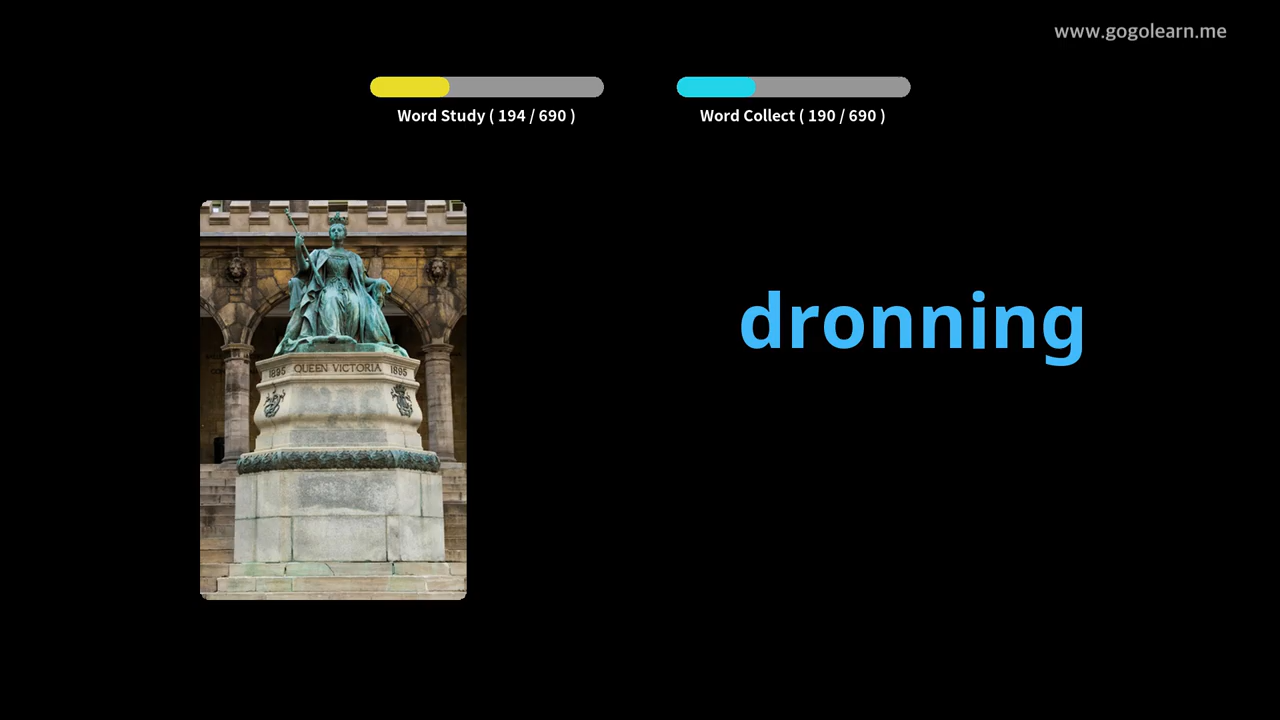 www.gogolearn.me
Word Study ( 194 / 690 )
Word Collect ( 190 / 690 )
1895 QUEEN VICTORIA 1895
dronning